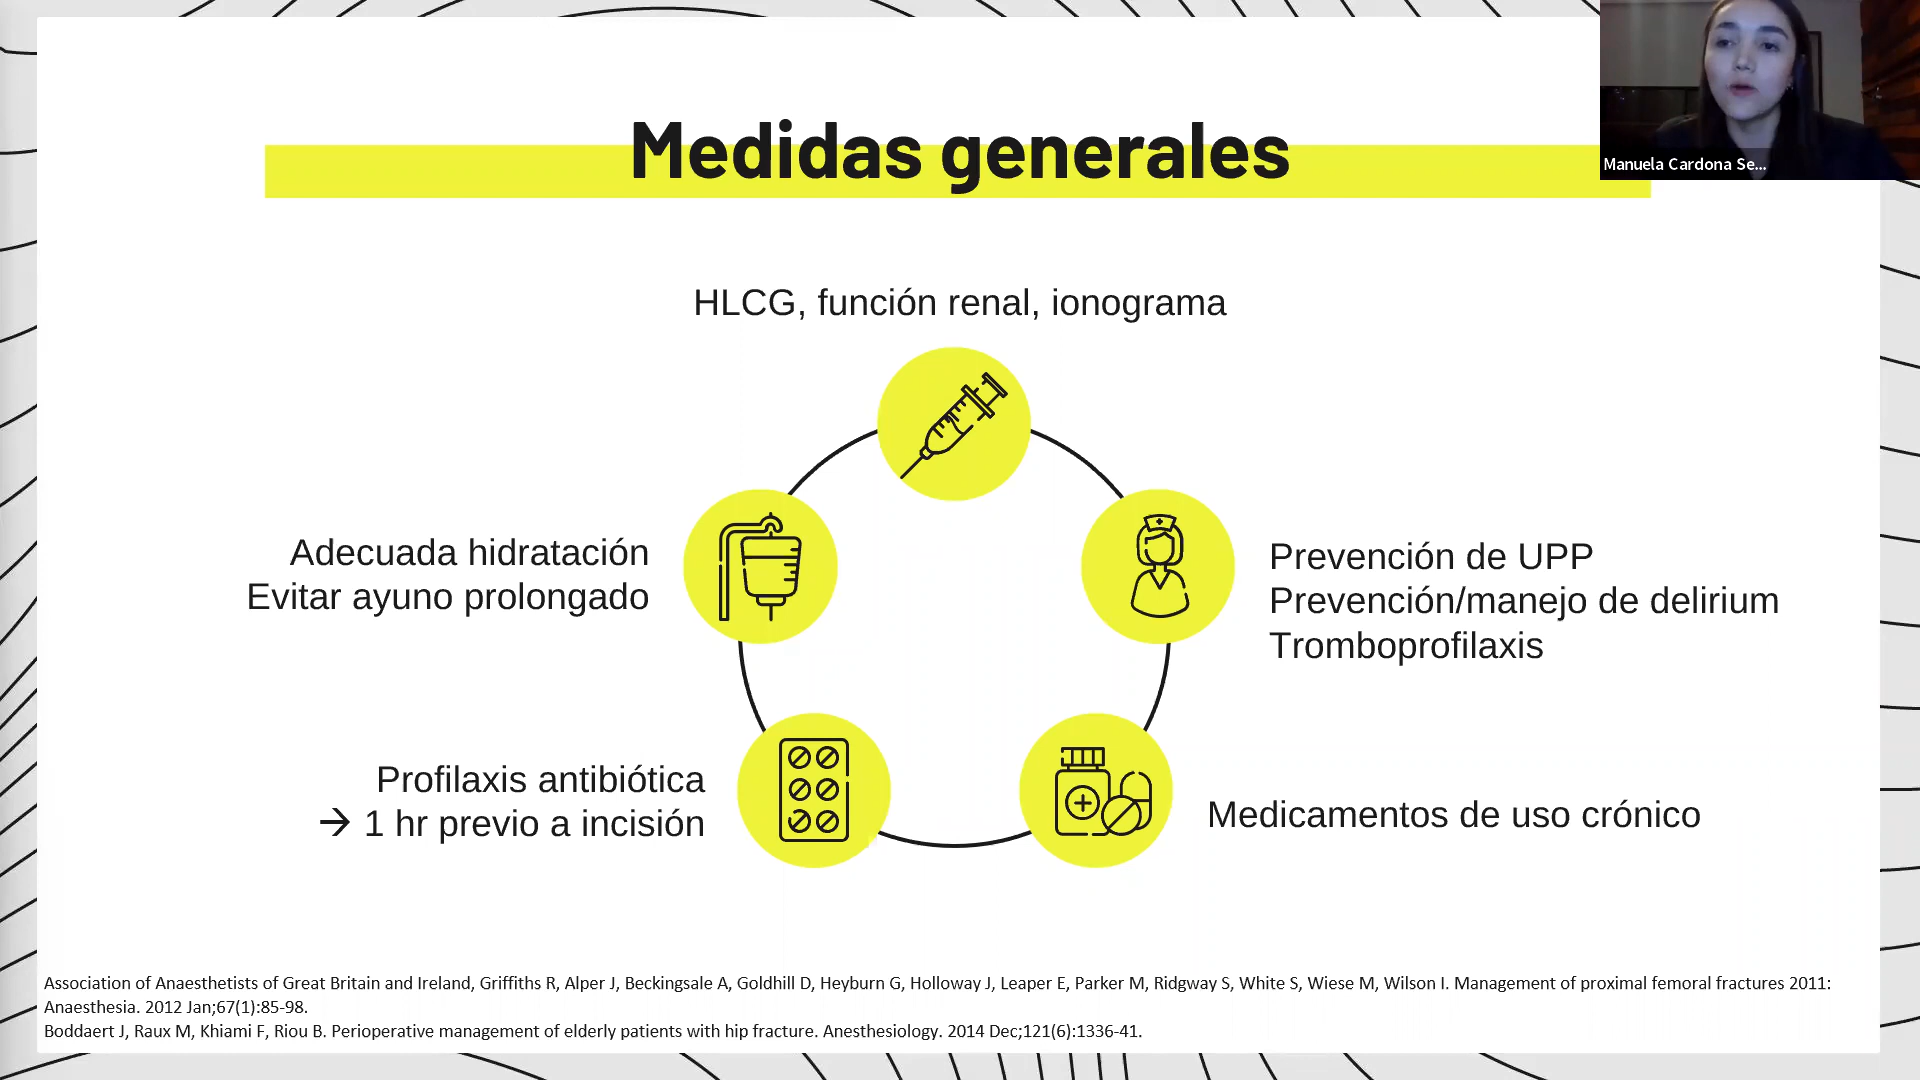 Manuela Cardona Se...
Medidas generales
HLCG, función renal, ionograma
Adecuada hidratación
Evitar ayuno prolongado
Prevención de UPP
Prevención/manejo de delirium
Tromboprofilaxis
Profilaxis antibiótica
→ 1 hr previo a incisión
Medicamentos de uso crónico
Association of Anaesthetists of Great Britain and Ireland, Griffiths R, Alper J, Beckingsale A, Goldhill D, Heyburn G, Holloway J, Leaper E, Parker M, Ridgway S, White S, Wiese M, Wilson I. Management of proximal femoral fractures 2011:
Anaesthesia. 2012 Jan;67(1):85-98.
Boddaert J, Raux M, Khiami F, Riou B. Perioperative management of elderly patients with hip fracture. Anesthesiology. 2014 Dec;121(6):1336-41.